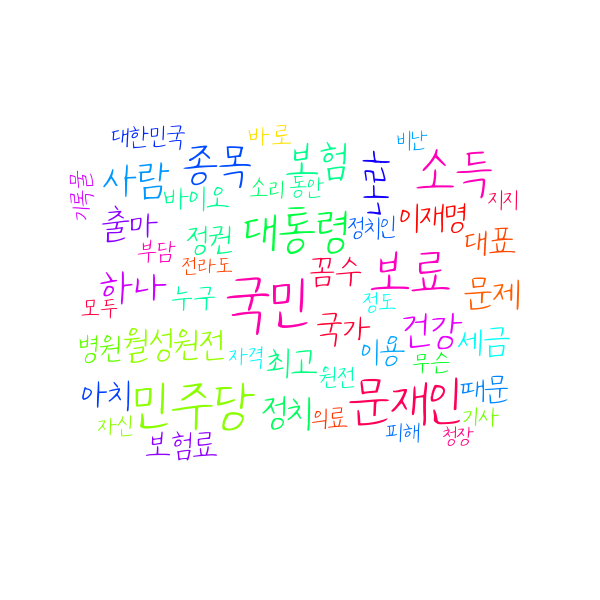 대한민국
바로
비난
사람
종목
보험
나라
소득
기록물
바이오
소리
동안
지지
출마
정권
대통령
정치인
이재명
대표
부담
전라도
하나
누구
국민
꼼수
보료
문제
모두
정도
병원
월성원전
자격
최고
국가
이용
건강
무슨
세금
원전
아치
민주당
정치
의료
문재인
때문
자신
기사
보험료
피해
청장